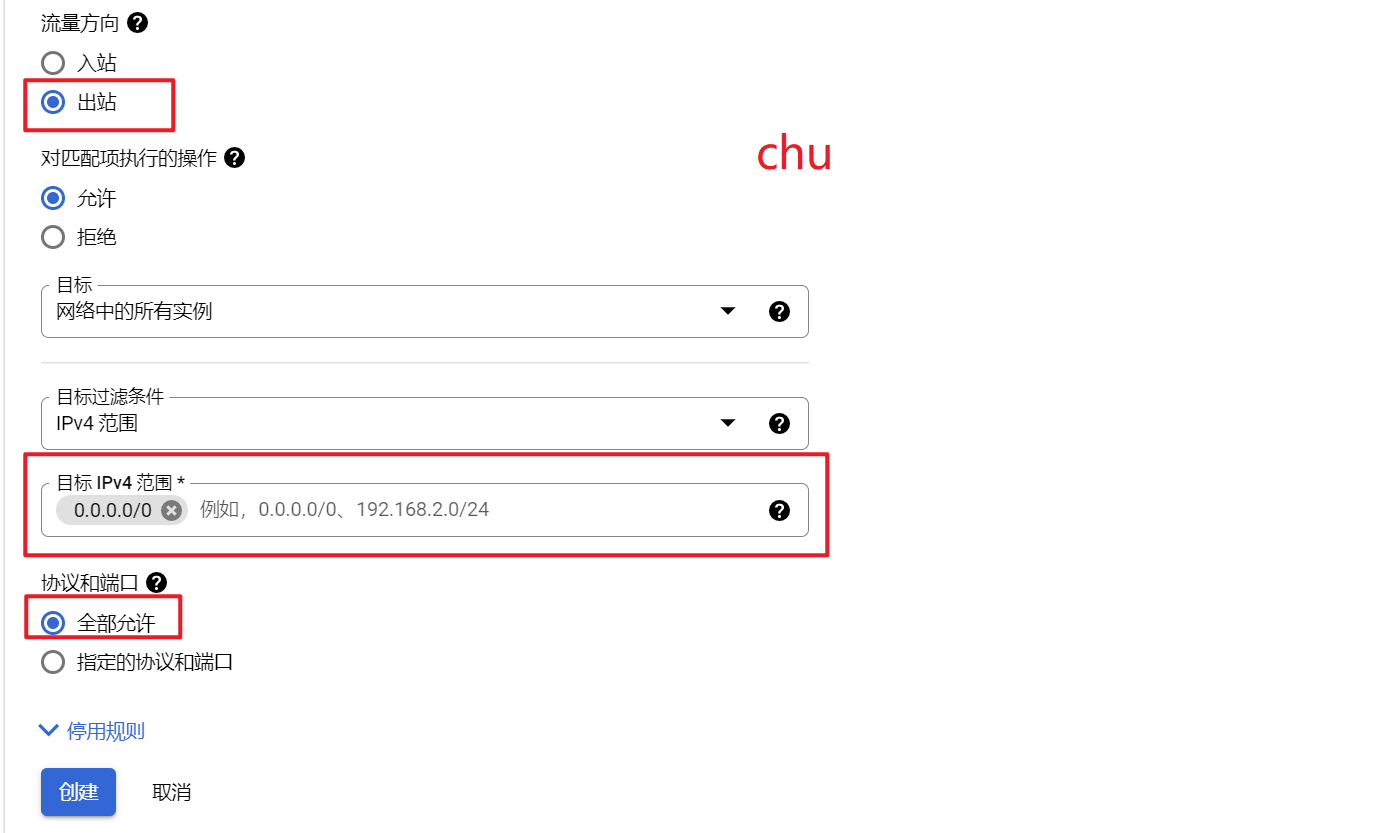 流量方向
入站
出站
chu
对匹配项执行的操作
允许
拒绝
目标
网络中的所有实例
目标过滤条件
IPv4 范围
目标 IPv4 范围 *
0.0.0.0/0 例如，0.0.0.0/0、192.168.2.0/24
协议和端口
全部允许
指定的协议和端口
停用规则
创建 取消